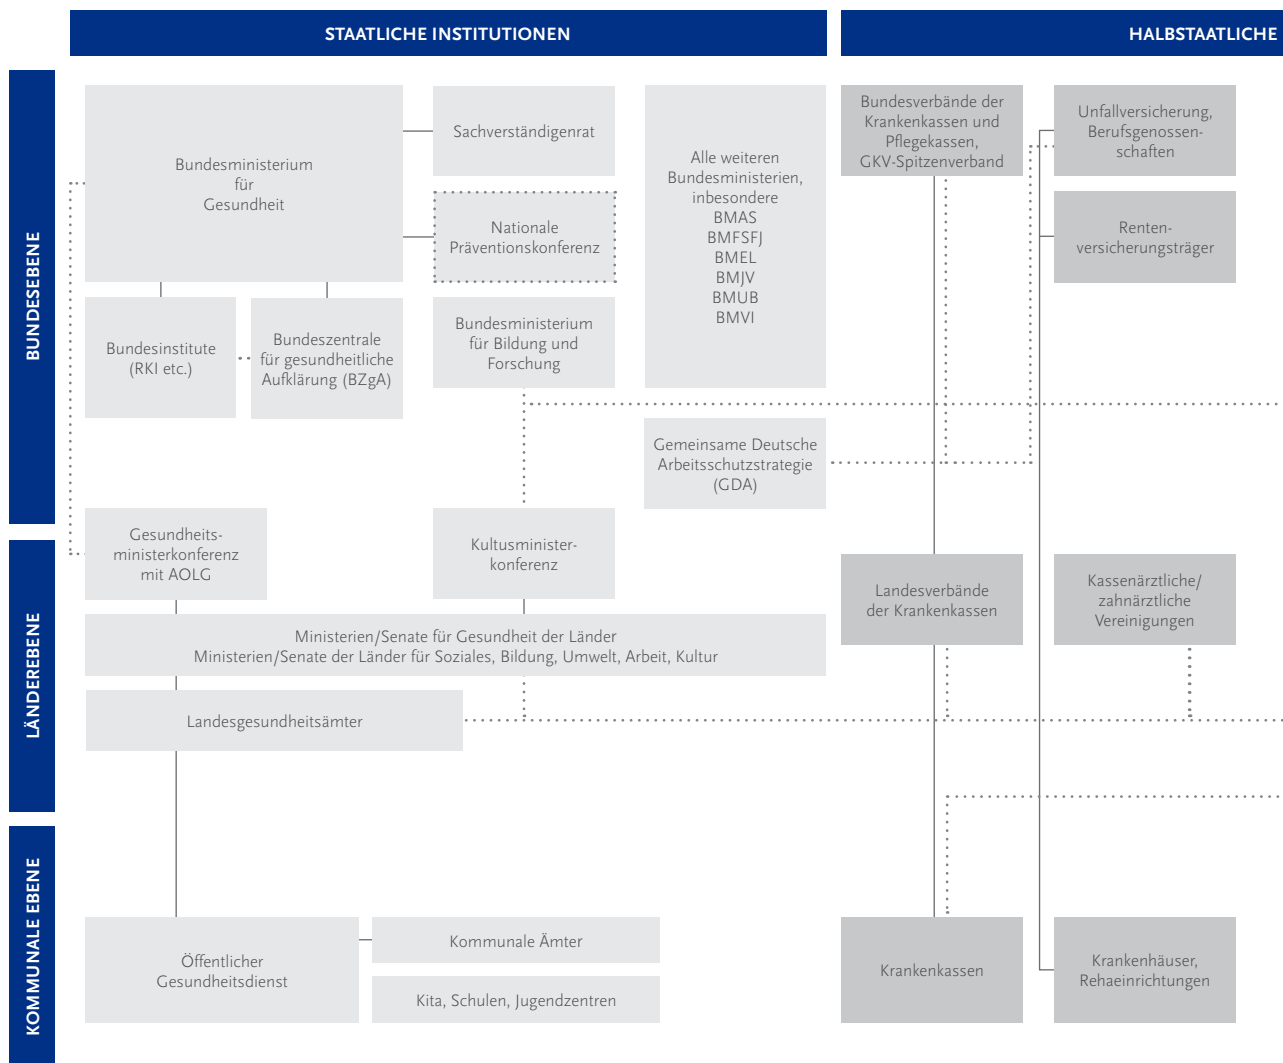 STAATLICHE INSTITUTIONEN
HALBSTAATLICHE
BUNDESEBENE
Bundesministerium
für
Gesundheit
Sachverständigenrat
Nationale
Präventionskonferenz
Alle weiteren
Bundesministerien,
inbesondere
BMAS
BMFSFJ
BMEL
BMJV
BMUB
BMVI
Bundesverbände der
Krankenkassen und
Pflegekassen,
GKV-Spitzenverband
Unfallversicherung,
Berufsgenossen-
schaften
Renten-
versicherungsträger
Bundesinstitute
(RKI etc.)
Bundeszentrale
für gesundheitliche
Aufklärung (BZgA)
Bundesministerium
für Bildung und
Forschung
Gemeinsame Deutsche
Arbeitsschutzstrategie
(GDA)
LÄNDEREBENE
Gesundheits-
ministerkonferenz
mit AOLG
Kultusminister-
konferenz
Landesverbände
der Krankenkassen
Kassenärztliche/
zahnärztliche
Vereinigungen
Ministerien/Senate für Gesundheit der Länder
Ministerien/Senate der Länder für Soziales, Bildung, Umwelt, Arbeit, Kultur
Landesgesundheitsämter
KOMMUNALE EBENE
Öffentlicher
Gesundheitsdienst
Kommunale Ämter
Kita, Schulen, Jugendzentren
Krankenkassen
Krankenhäuser,
Rehaeinrichtungen